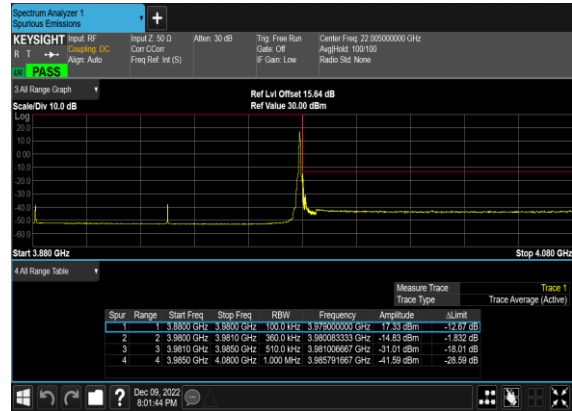 Spectrum Analyzer 1
Spurious Emissions
+
KEYSIGHT Input: RF Input Z: 50 Ω Atten: 30 dB Trig: Free Run Center Freq: 22.005000000 GHz
R T Coupling: DC Corr CCorr Gate: Off Avg|Hold: 100/100
Align: Auto Freq Ref: Int (S) IF Gain: Low Radio Std: None
LW PASS
3 All Range Graph
Ref Lvl Offset 15.64 dB
Scale/Div 10.0 dB Ref Value 30.00 dBm
Log
20.0
10.0
0.00
-10.0
-20.0
-30.0
-40.0
-50.0
-60.0
Start 3.880 GHz Stop 4.080 GHz
4 All Range Table
Measure Trace Trace 1
Trace Type Trace Average (Active)
Spur Range Start Freq Stop Freq RBW Frequency Amplitude ΔLimit
1 1 3.8800 GHz 3.9800 GHz 100.0 kHz 3.979000000 GHz 17.33 dBm -12.67 dB
2 2 3.9800 GHz 3.9810 GHz 360.0 kHz 3.980083333 GHz -14.83 dBm -1.832 dB
3 3 3.9810 GHz 3.9850 GHz 510.0 kHz 3.981006667 GHz -31.01 dBm -18.01 dB
4 4 3.9850 GHz 4.0800 GHz 1.000 MHz 3.985791667 GHz -41.59 dBm -28.59 dB
? Dec 09, 2022
8:01:44 PM